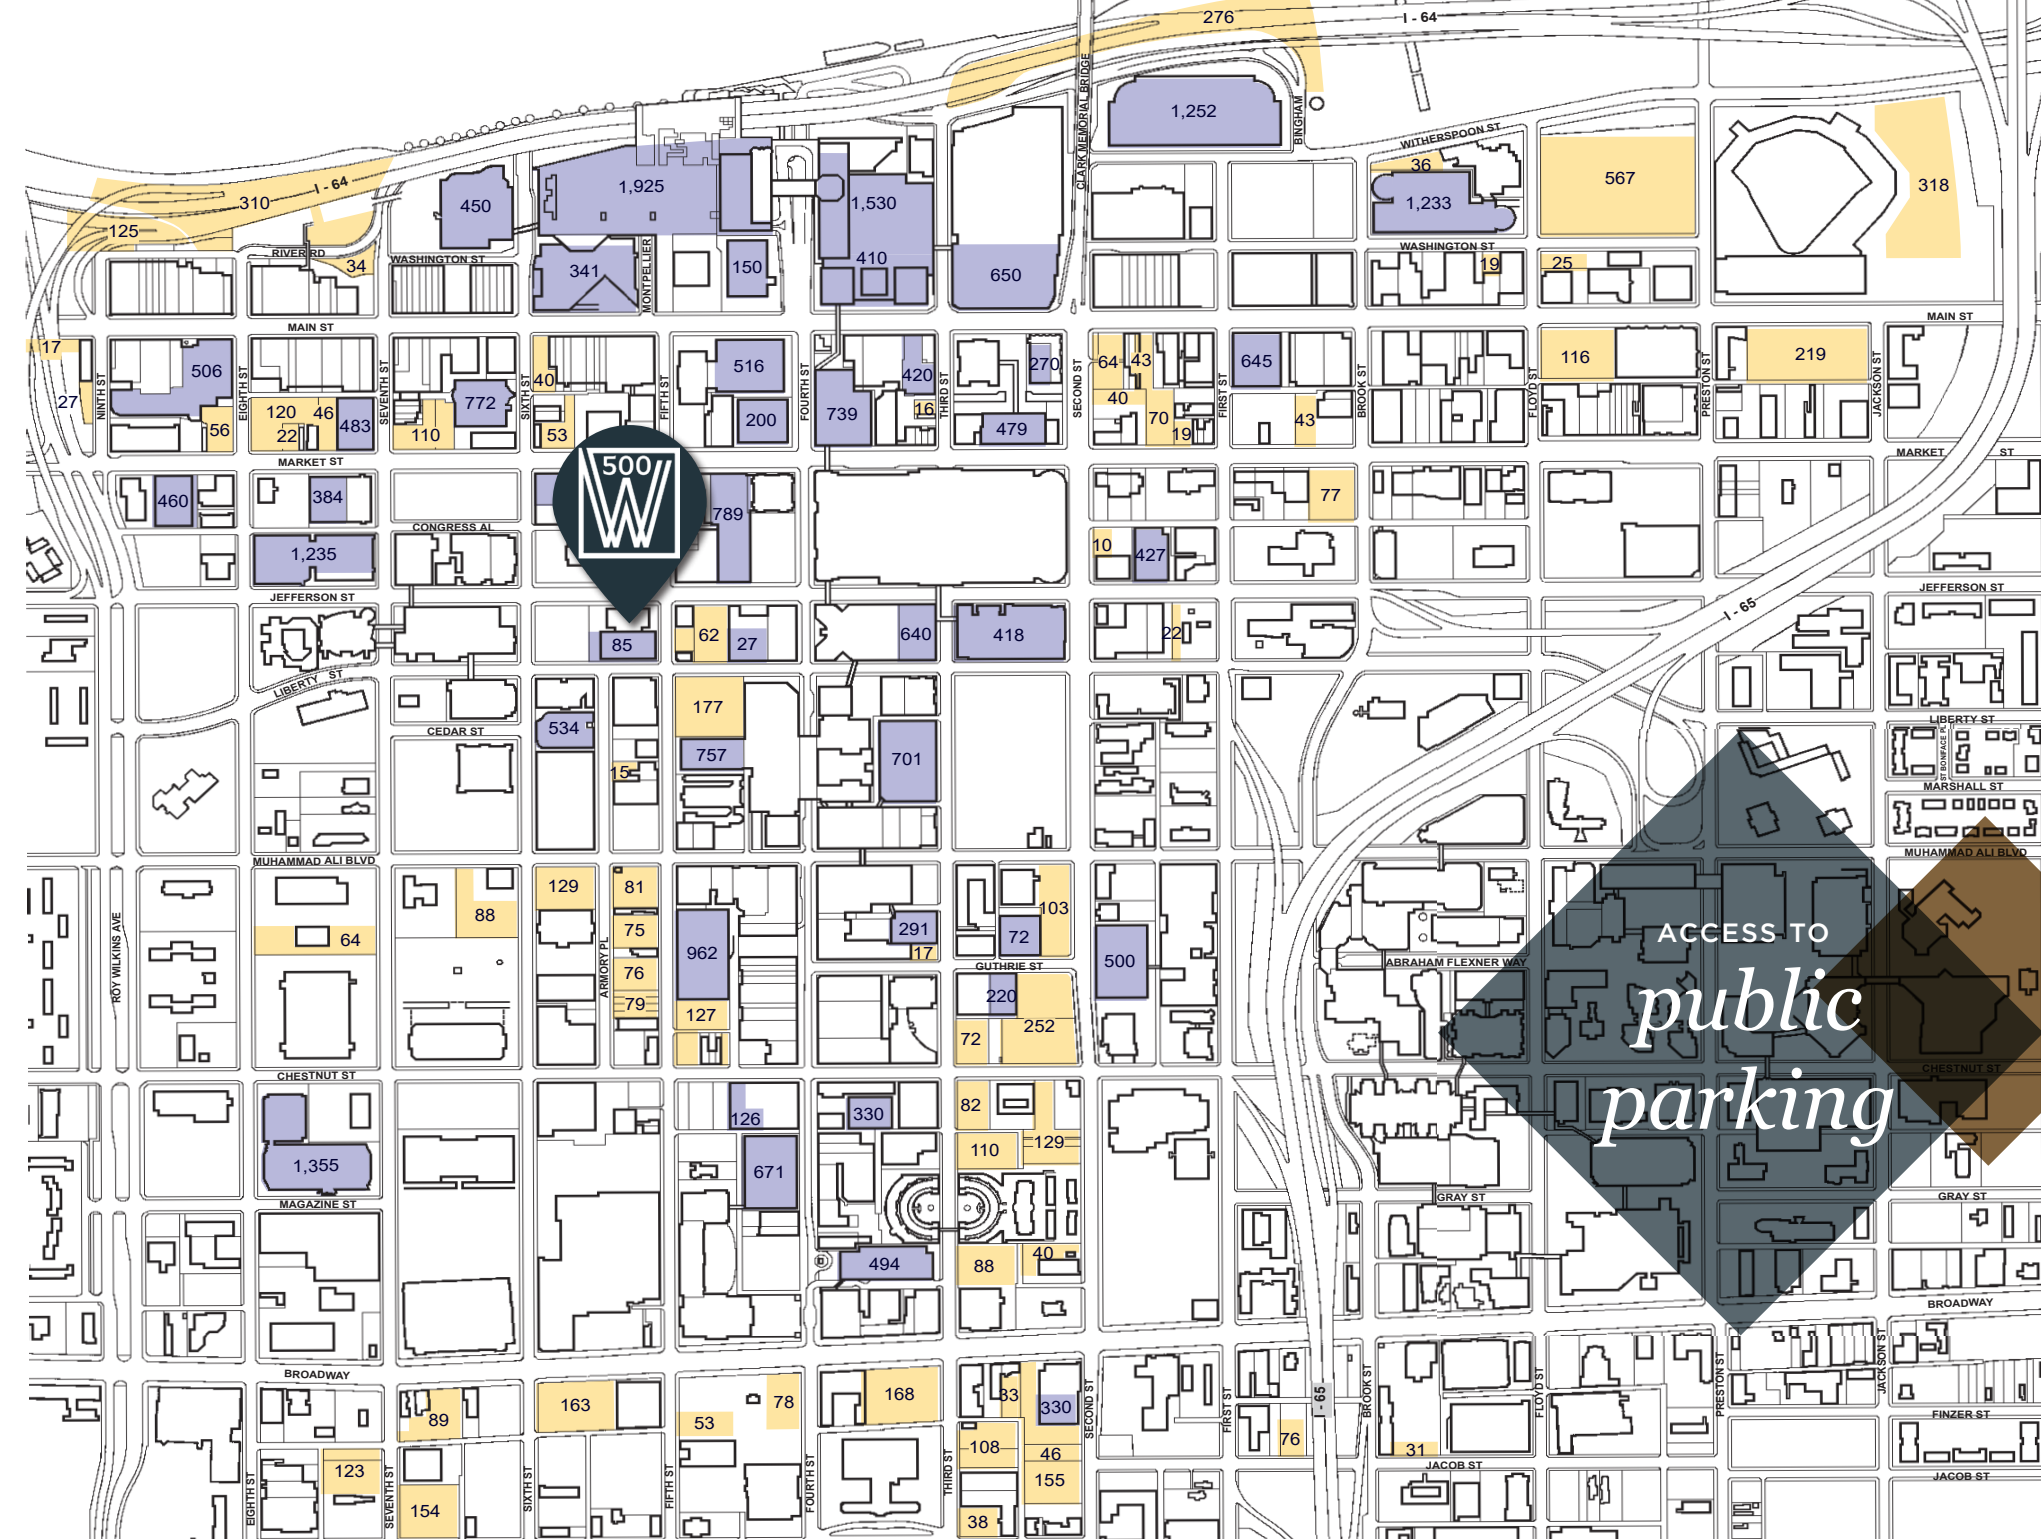 276
I - 64
1,252
BINGHAM
CLARK MEMORIAL BRIDGE
WITHERSPOON ST
36
567
318
I - 64
310
125
450
1,925
1,530
1,233
RIVER RD
34
WASHINGTON ST
341
MONTPELLIER
150
410
650
WASHINGTON ST
19
25
MAIN ST
MAIN ST
17
506
40
516
420
270
64
43
645
116
219
27
NINTH ST
EIGHTH ST
120
46
22
483
SEVENTH ST
772
SIXTH ST
FIFTH ST
FOURTH ST
739
THIRD ST
16
SECOND ST
40
70
19
FIRST ST
43
BROOK ST
FLOYD ST
PRESTON ST
JACKSON ST
56
110
53
200
479
MARKET ST
MARKET ST
500
W
460
384
789
77
CONGRESS AL
1,235
10
427
JEFFERSON ST
JEFFERSON ST
I - 65
85
62
27
640
418
22
LIBERTY ST
177
534
CEDAR ST
757
701
15
LIBERTY ST
ST BONIFACE PL
MARSHALL ST
MUHAMMAD ALI BLVD
MUHAMMAD ALI BLVD
129
81
88
103
64
75
962
291
72
17
ROY WILKINS AVE
ARMORY PL
76
79
127
GUTHRIE ST
500
220
252
72
ABRAHAM FLEXNER WAY
ACCESS TO
public
parking
CHESTNUT ST
CHESTNUT ST
126
330
82
129
110
1,355
671
MAGAZINE ST
GRAY ST
GRAY ST
494
88
40
BROADWAY
BROADWAY
89
163
53
78
168
33
330
SECOND ST
FIRST ST
I - 65
BROOK ST
FLOYD ST
PRESTON ST
JACKSON ST
FINZER ST
108
46
76
31
JACOB ST
JACOB ST
123
155
EIGHTH ST
SEVENTH ST
154
SIXTH ST
FIFTH ST
FOURTH ST
THIRD ST
38